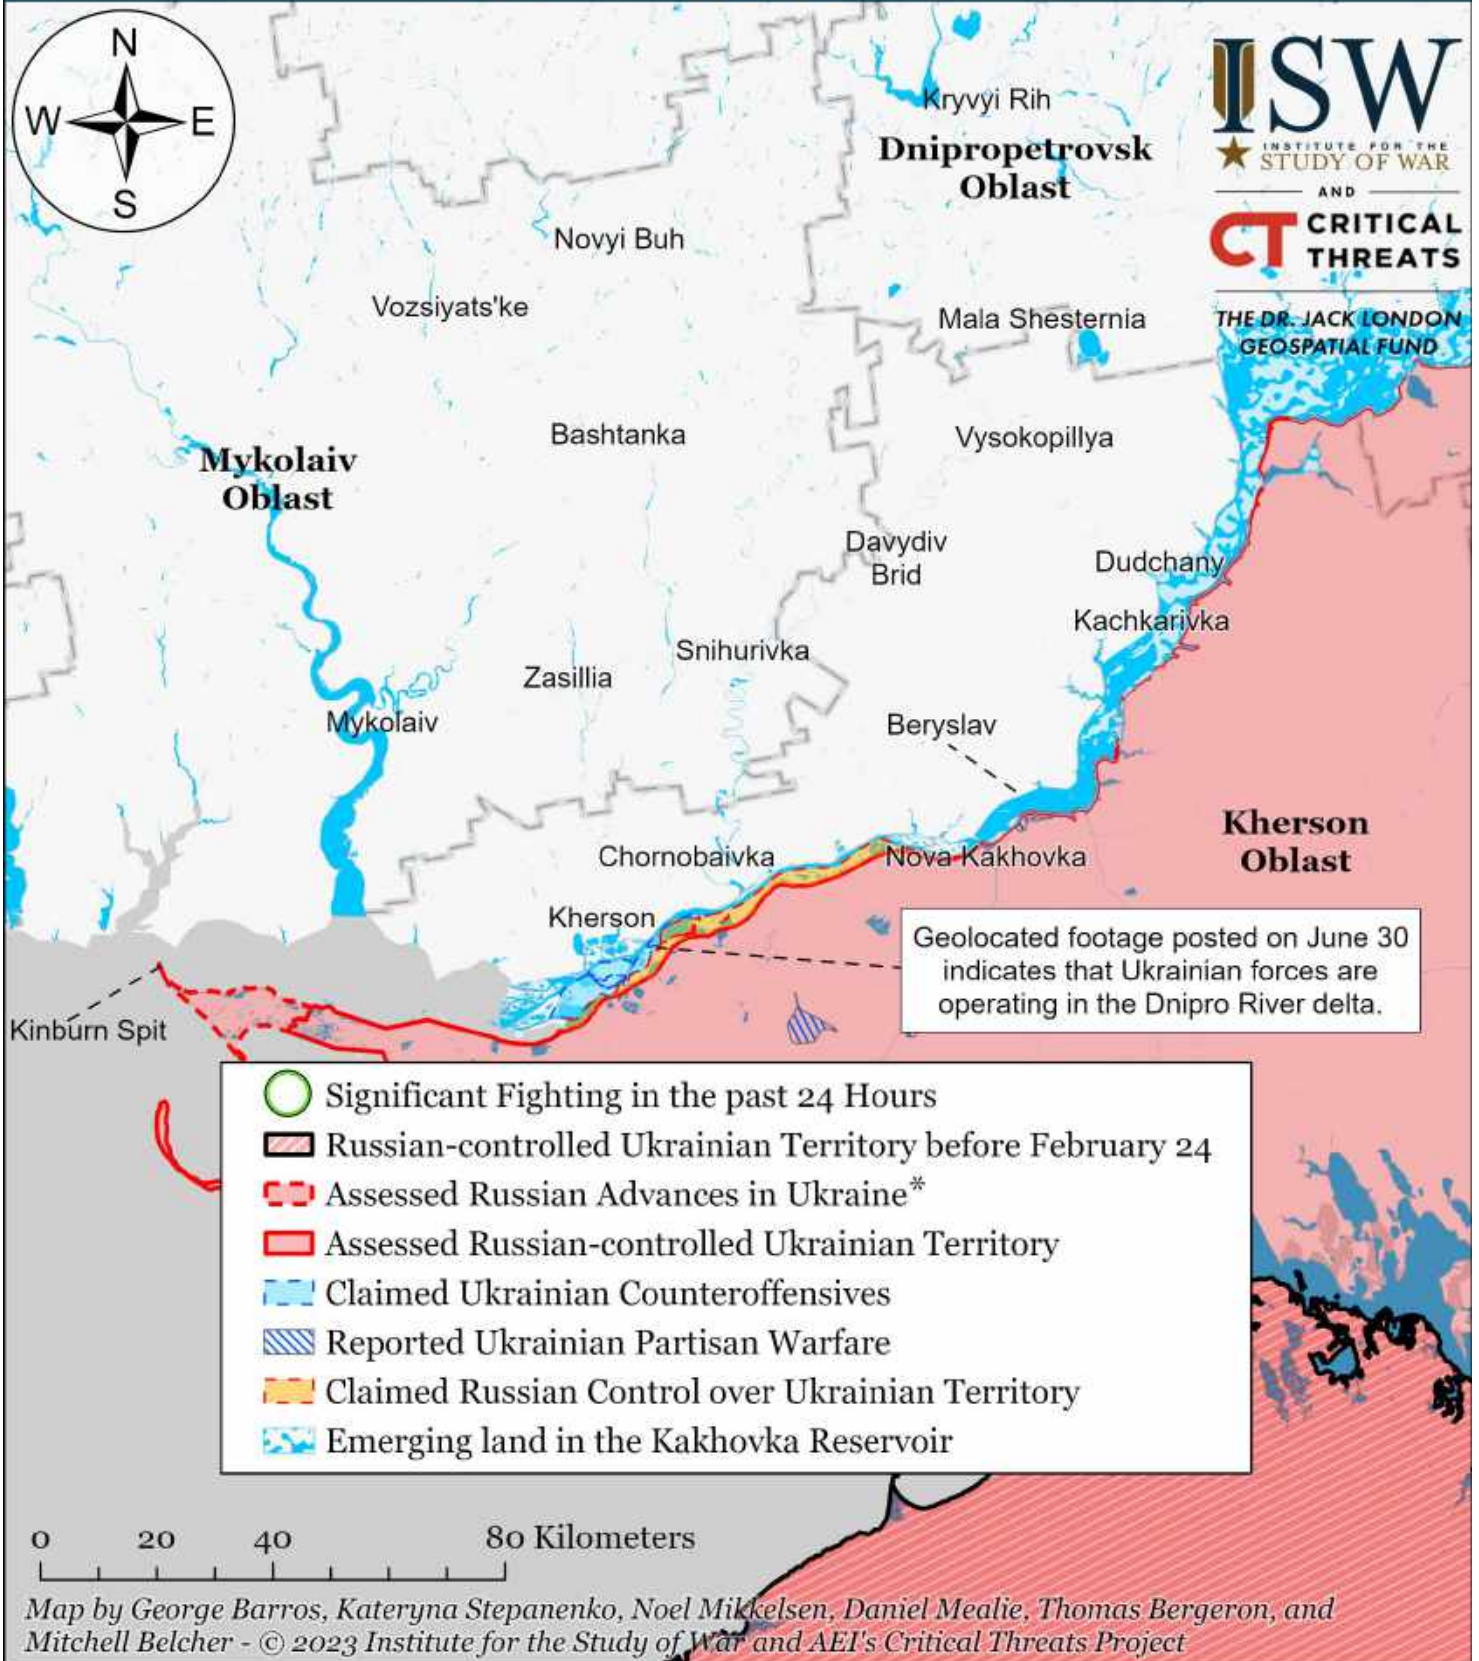 N
W E
S
ISW
INSTITUTE FOR THE
STUDY OF WAR
AND
CT CRITICAL
THREATS
THE DR. JACK LONDON
GEOSPATIAL FUND
Kryvyi Rih
Dnipropetrovsk
Oblast
Novyi Buh
Vozsiyats'ke
Mala Shesternia
Bashtanka
Vysokopillya
Mykolaiv
Oblast
Davydiv
Brid
Dudchany
Kachkarivka
Snihurivka
Zasillia
Mykolaiv
Beryslav
Kherson
Oblast
Chornobaivka
Nova Kakhovka
Kherson
Geolocated footage posted on June 30
indicates that Ukrainian forces are
operating in the Dnipro River delta.
Kinburn Spit
Significant Fighting in the past 24 Hours
Russian-controlled Ukrainian Territory before February 24
Assessed Russian Advances in Ukraine*
Assessed Russian-controlled Ukrainian Territory
Claimed Ukrainian Counteroffensives
Reported Ukrainian Partisan Warfare
Claimed Russian Control over Ukrainian Territory
Emerging land in the Kakhovka Reservoir
0 20 40 80 Kilometers
Map by George Barros, Kateryna Stepanenko, Noel Mikkelsen, Daniel Mealie, Thomas Bergeron, and
Mitchell Belcher - © 2023 Institute for the Study of War and AEI's Critical Threats Project